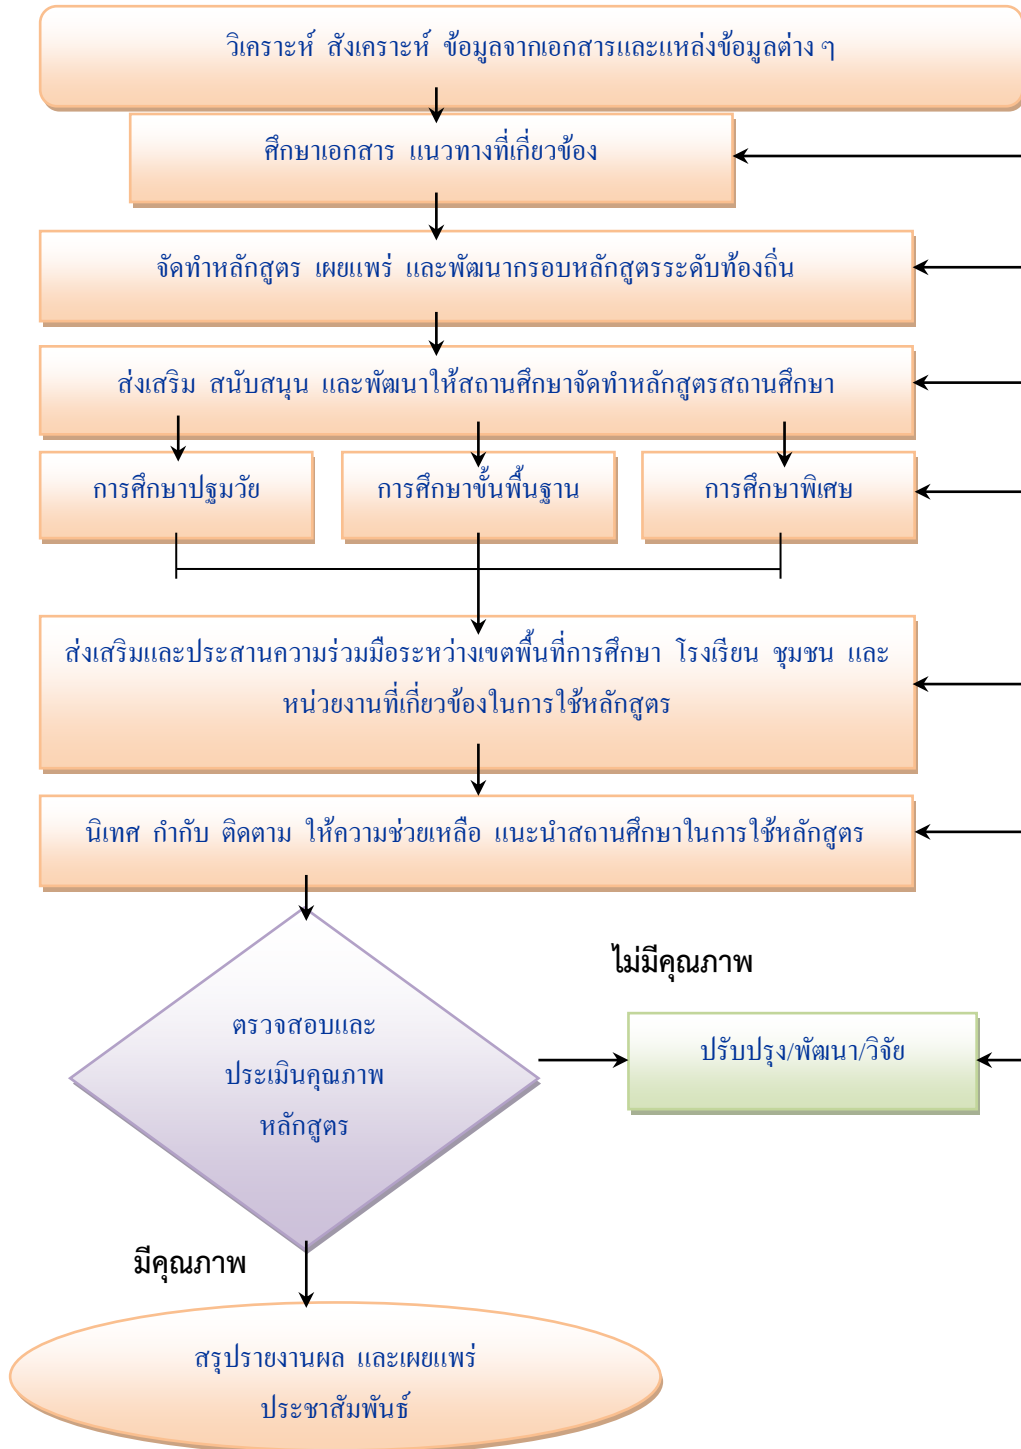 วิเคราะห์ สังเคราะห์ ข้อมูลจากเอกสารและแหล่งข้อมูลต่าง ๆ
ศึกษาเอกสาร แนวทางที่เกี่ยวข้อง
จัดทำหลักสูตร เผยแพร่ และพัฒนากรอบหลักสูตรระดับท้องถิ่น
ส่งเสริม สนับสนุน และพัฒนาให้สถานศึกษาจัดทำหลักสูตรสถานศึกษา
การศึกษาปฐมวัย
การศึกษาขั้นพื้นฐาน
การศึกษาพิเศษ
ส่งเสริมและประสานความร่วมมือระหว่างเขตพื้นที่การศึกษา โรงเรียน ชุมชน และ
หน่วยงานที่เกี่ยวข้องในการใช้หลักสูตร
นิเทศ กำกับ ติดตาม ให้ความช่วยเหลือ แนะนำสถานศึกษาในการใช้หลักสูตร
ไม่มีคุณภาพ
ตรวจสอบและ
ประเมินคุณภาพ
หลักสูตร
ปรับปรุง/พัฒนา/วิจัย
มีคุณภาพ
สรุปรายงานผล และเผยแพร่
ประชาสัมพันธ์